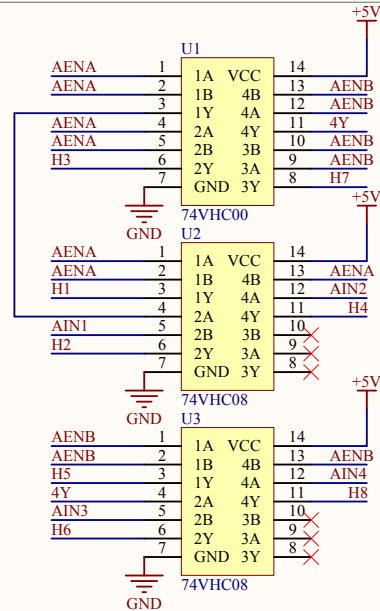 +5V
U1
AENA 1 1A VCC 14
AENA 2 1B 4B 13 AENB
3 1Y 4A 12 AENB
AENA 4 2A 4Y 11 4Y
AENA 5 2B 3B 10 AENB
H3 6 2Y 3A 9 AENB
7 GND 3Y 8 H7
74VHC00
+5V
GND
U2
AENA 1 1A VCC 14
AENA 2 1B 4B 13 AENA
H1 3 1Y 4A 12 AIN2
4 2A 4Y 11 H4
AIN1 5 2B 3B 10
H2 6 2Y 3A 9
7 GND 3Y 8
+5V
74VHC08
GND
U3
AENB 1 1A VCC 14
AENB 2 1B 4B 13 AENB
H5 3 1Y 4A 12 AIN4
4Y 4 2A 4Y 11 H8
AIN3 5 2B 3B 10
H6 6 2Y 3A 9
7 GND 3Y 8
74VHC08
GND